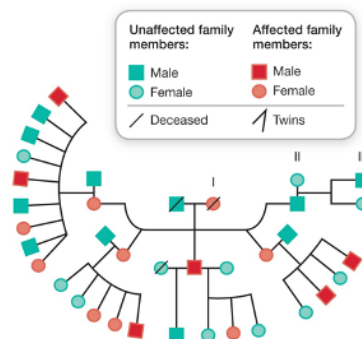 Unaffected family Affected family
members: members:
Male Male
Female Female
Deceased Twins
I
II
I